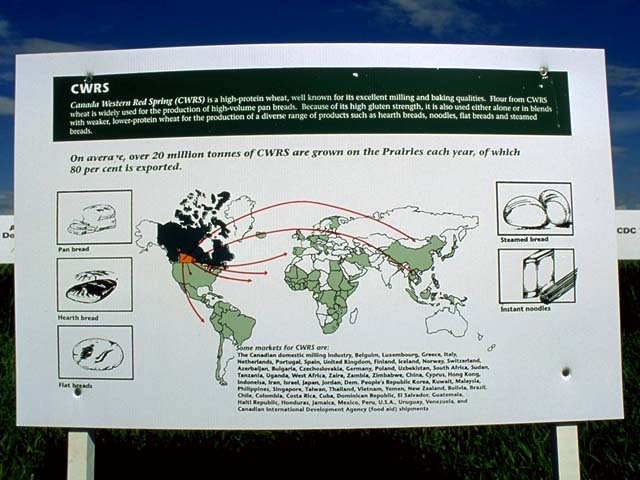 CWRS
Canada Western Red Spring (CWRS) is a high-protein wheat, well known for its excellent milling and baking qualities. Flour from CWRS
wheat is widely used for the production of high-volume pan breads. Because of its high gluten strength, it is also used either alone or in blends
with weaker, lower-protein wheat for the production of a diverse range of products such as hearth breads, noodles, flat breads and steamed
breads.
On avera e, over 20 million tonnes of CWRS are grown on the Prairies each year, of which
80 per cent is exported.
Pan bread
Hearth bread
Flat breads
Steamed bread
Instant noodles
CDC
Some markets for CWRS are:
The Canadian domestic milling industry, Belguim, Luxembourg, Greece, Italy,
Netherlands, Portugal, Spain, United Kingdom, Finland, Iceland, Norway, Switzerland,
Azerbaijan, Bulgaria, Czechoslovakia, Germany, Poland, Uzbekistan, South Africa, Sudan,
Tanzania, Uganda, West Africa, Zaire, Zambia, Zimbabwe, China, Cyprus, Hong Kong,
Indonelsa, Iran, Israel, Japan, Jordan, Dem. People's Republic Korea, Kuwait, Malaysia,
Philippines, Singapore, Taiwan, Thailand, Vietnam, Yemen, New Zealand, Bolivia, Brazil,
Chile, Colombia, Costa Rica, Cuba, Dominican Republic, El Salvador, Guatemala,
Haiti Republic, Honduras, Jamaica, Mexico, Peru, U.S.A., Uruguay, Venezuela, and
Canadian International Development Agency (food aid) shipments